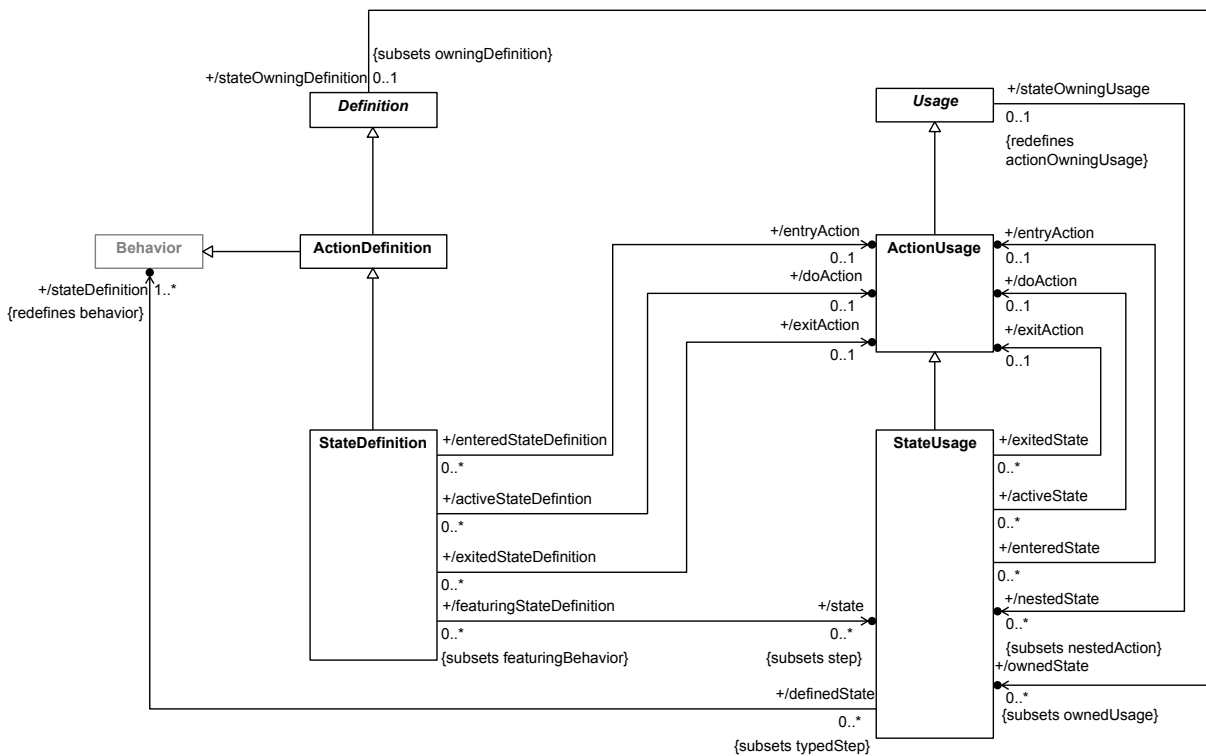 {subsets owningDefinition}
+/stateOwningDefinition 0..1
Definition
Usage
+/stateOwningUsage
0..1
{redefines
actionOwningUsage}
Behavior
ActionDefinition
+/stateDefinition 1..*
{redefines behavior}
+/entryAction
0..1
+/doAction
0..1
+/exitAction
0..1
ActionUsage
+/entryAction
0..1
+/doAction
0..1
+/exitAction
0..1
StateDefinition
+/enteredStateDefinition
0..*
+/activeStateDefintion
0..*
+/exitedStateDefinition
0..*
+/featuringStateDefinition
0..*
{subsets featuringBehavior}
+/state
0..*
{subsets step}
+/definedState
0..*
{subsets typedStep}
StateUsage
+/exitedState
0..*
+/activeState
0..*
+/enteredState
0..*
+/nestedState
0..*
{subsets nestedAction}
+/ownedState
0..*
{subsets ownedUsage}